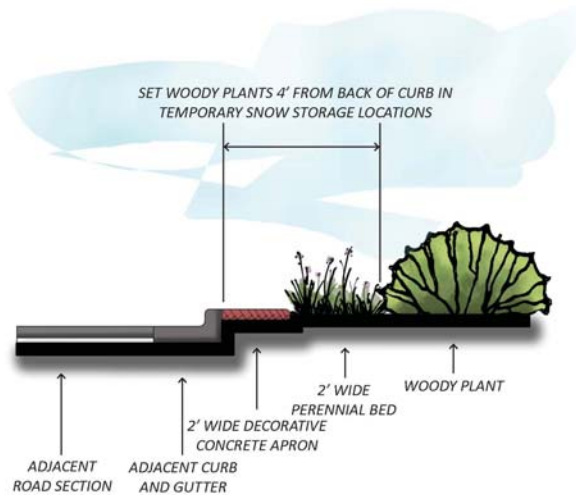 SET WOODY PLANTS 4' FROM BACK OF CURB IN
TEMPORARY SNOW STORAGE LOCATIONS
ADJACENT
ROAD SECTION
ADJACENT CURB
AND GUTTER
2' WIDE DECORATIVE
CONCRETE APRON
2' WIDE
PERENNIAL BED
WOODY PLANT